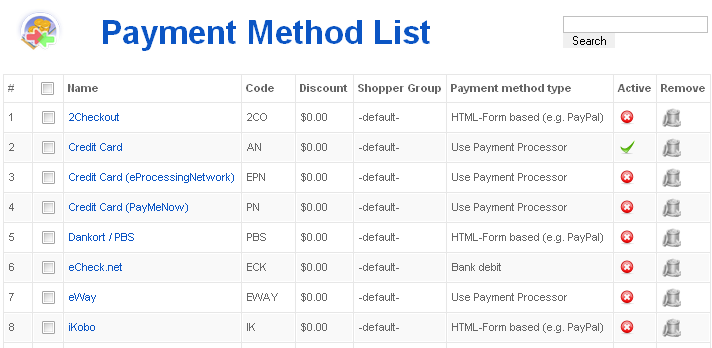 Payment Method List
Search
# Name Code Discount Shopper Group Payment method type Active Remove
1 2Checkout 2CO $0.00 -default- HTML-Form based (e.g. PayPal)
2 Credit Card AN $0.00 -default- Use Payment Processor
3 Credit Card (eProcessingNetwork) EPN $0.00 -default- Use Payment Processor
4 Credit Card (PayMeNow) PN $0.00 -default- Use Payment Processor
5 Dankort / PBS PBS $0.00 -default- HTML-Form based (e.g. PayPal)
6 eCheck.net ECK $0.00 -default- Bank debit
7 eWay EWAY $0.00 -default- Use Payment Processor
8 iKobo IK $0.00 -default- HTML-Form based (e.g. PayPal)